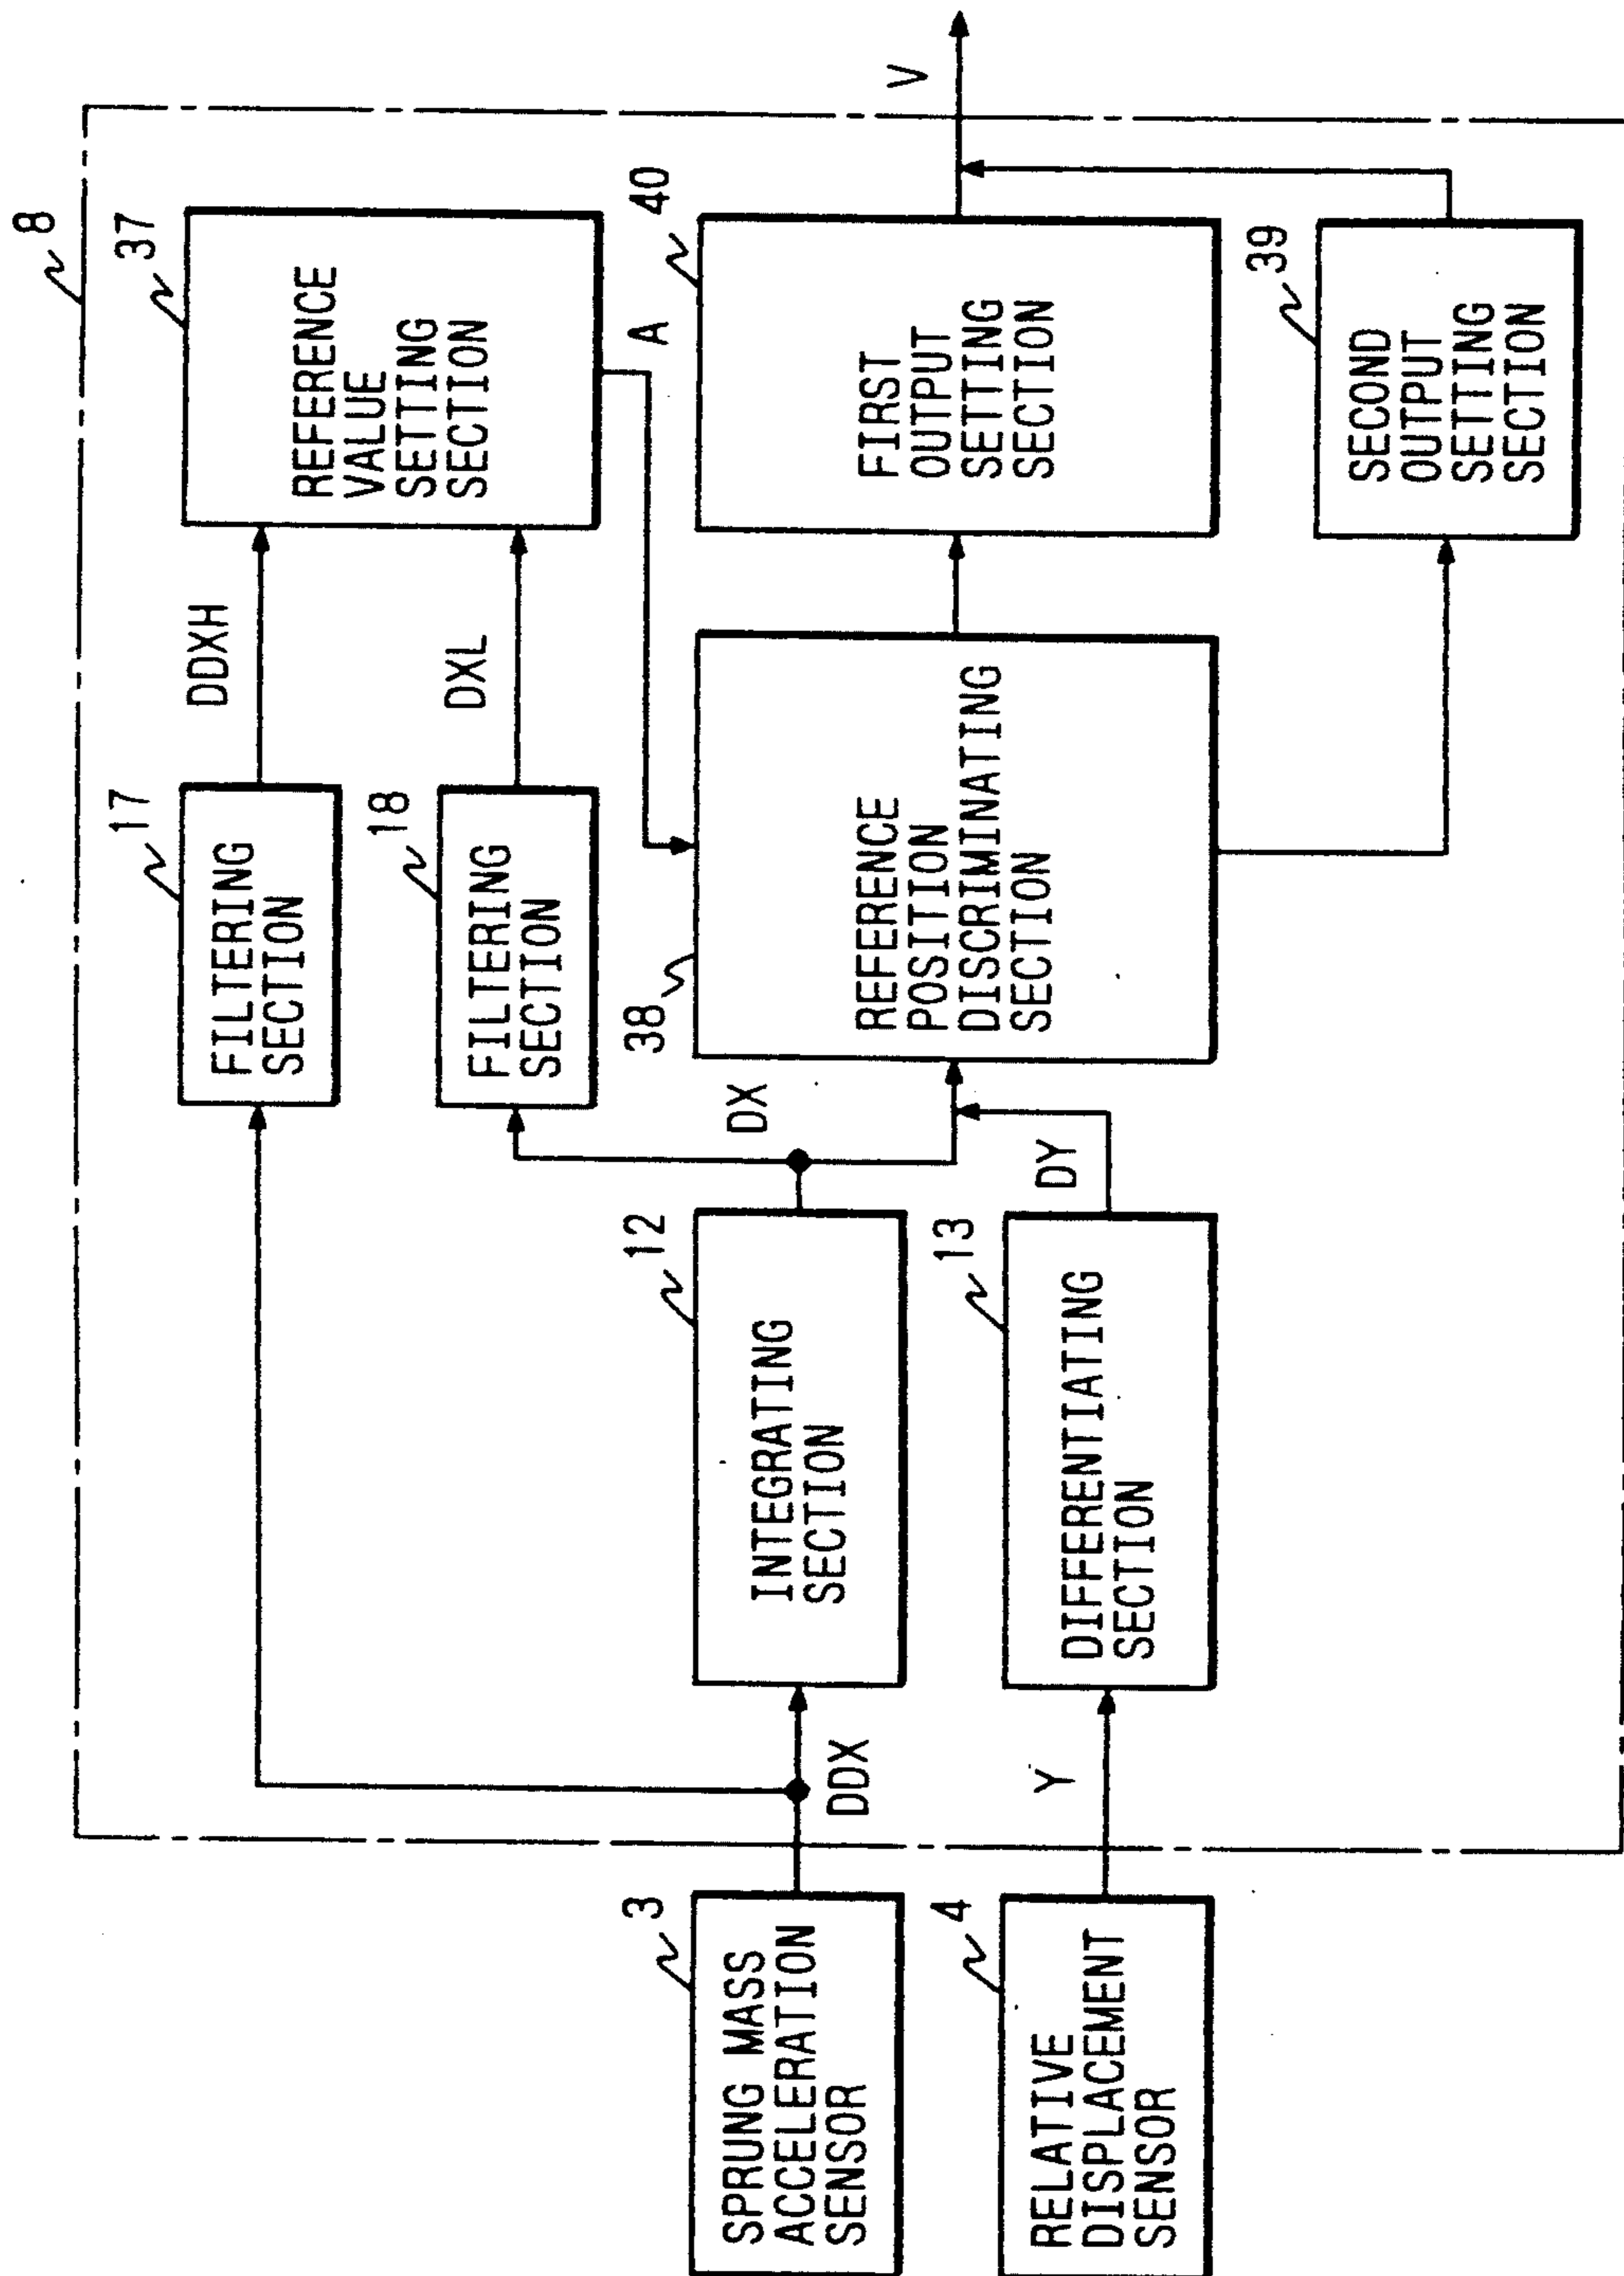 8
37
REFERENCE
VALUE
SETTING
SECTION
17
FILTERING
SECTION
DDXH
18
FILTERING
SECTION
DXL
A
3
SPRUNG MASS
ACCELERATION
SENSOR
DDX
12
INTEGRATING
SECTION
DX
38
REFERENCE
POSITION
DISCRIMINATING
SECTION
40
FIRST
OUTPUT
SETTING
SECTION
V
4
RELATIVE
DISPLACEMENT
SENSOR
Y
13
DIFFERENTIATING
SECTION
DY
39
SECOND
OUTPUT
SETTING
SECTION